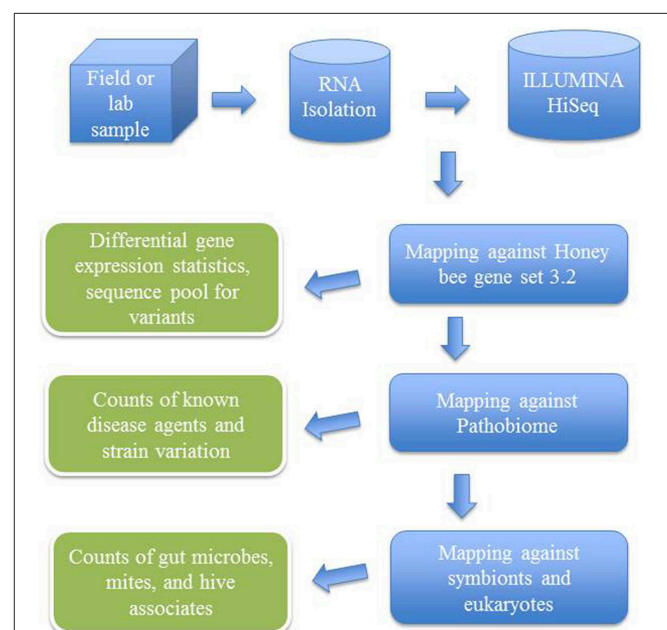 Field or
lab
sample
RNA
Isolation
ILLUMINA
HiSeq
Differential gene
expression statistics,
sequence pool for
variants
Mapping against Honey
bee gene set 3.2
Counts of known
disease agents and
strain variation
Mapping against
Pathobiome
Counts of gut microbes,
mites, and hive
associates
Mapping against
symbionts and
eukaryotes